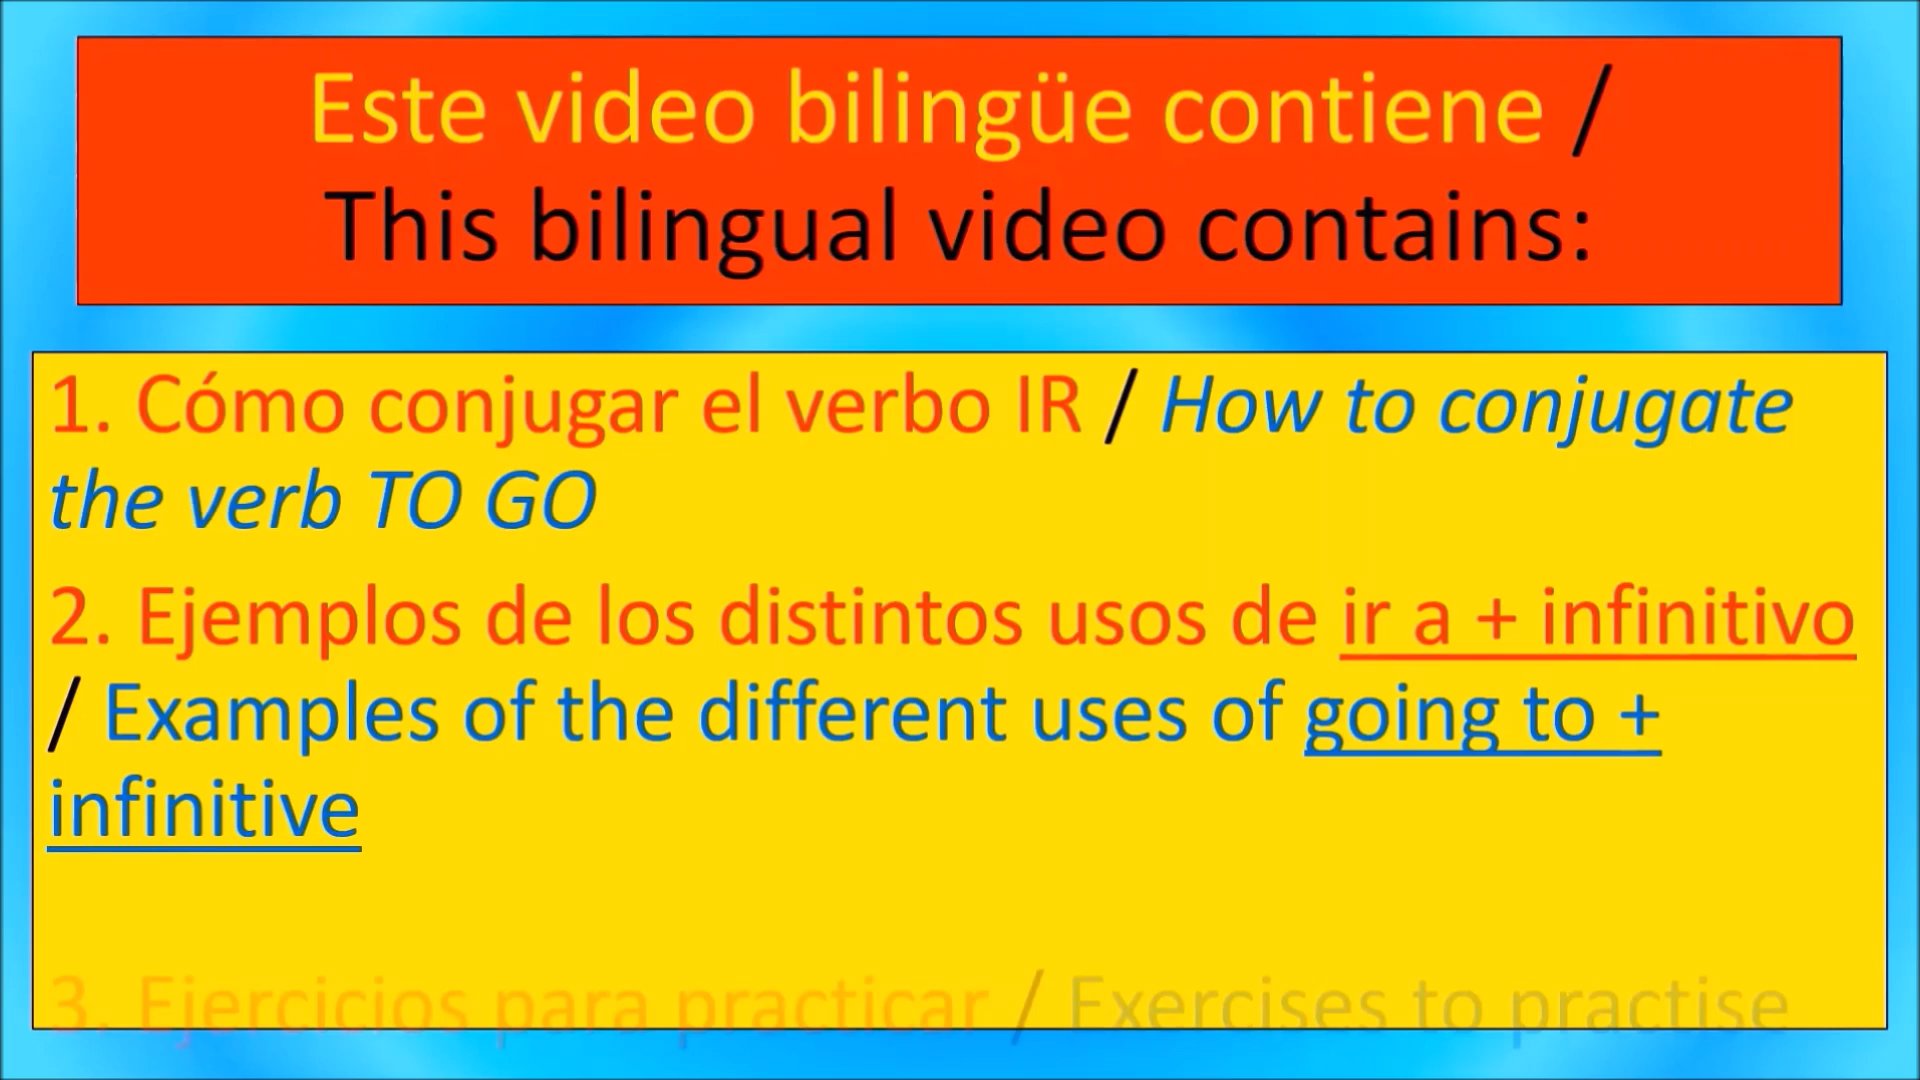 Este video bilingüe contiene /
This bilingual video contains:
1. Cómo conjugar el verbo IR / How to conjugate
the verb TO GO
2. Ejemplos de los distintos usos de ir a + infinitivo
/ Examples of the different uses of going to +
infinitive
3. Ejercicios para practicar / Exercises to practise